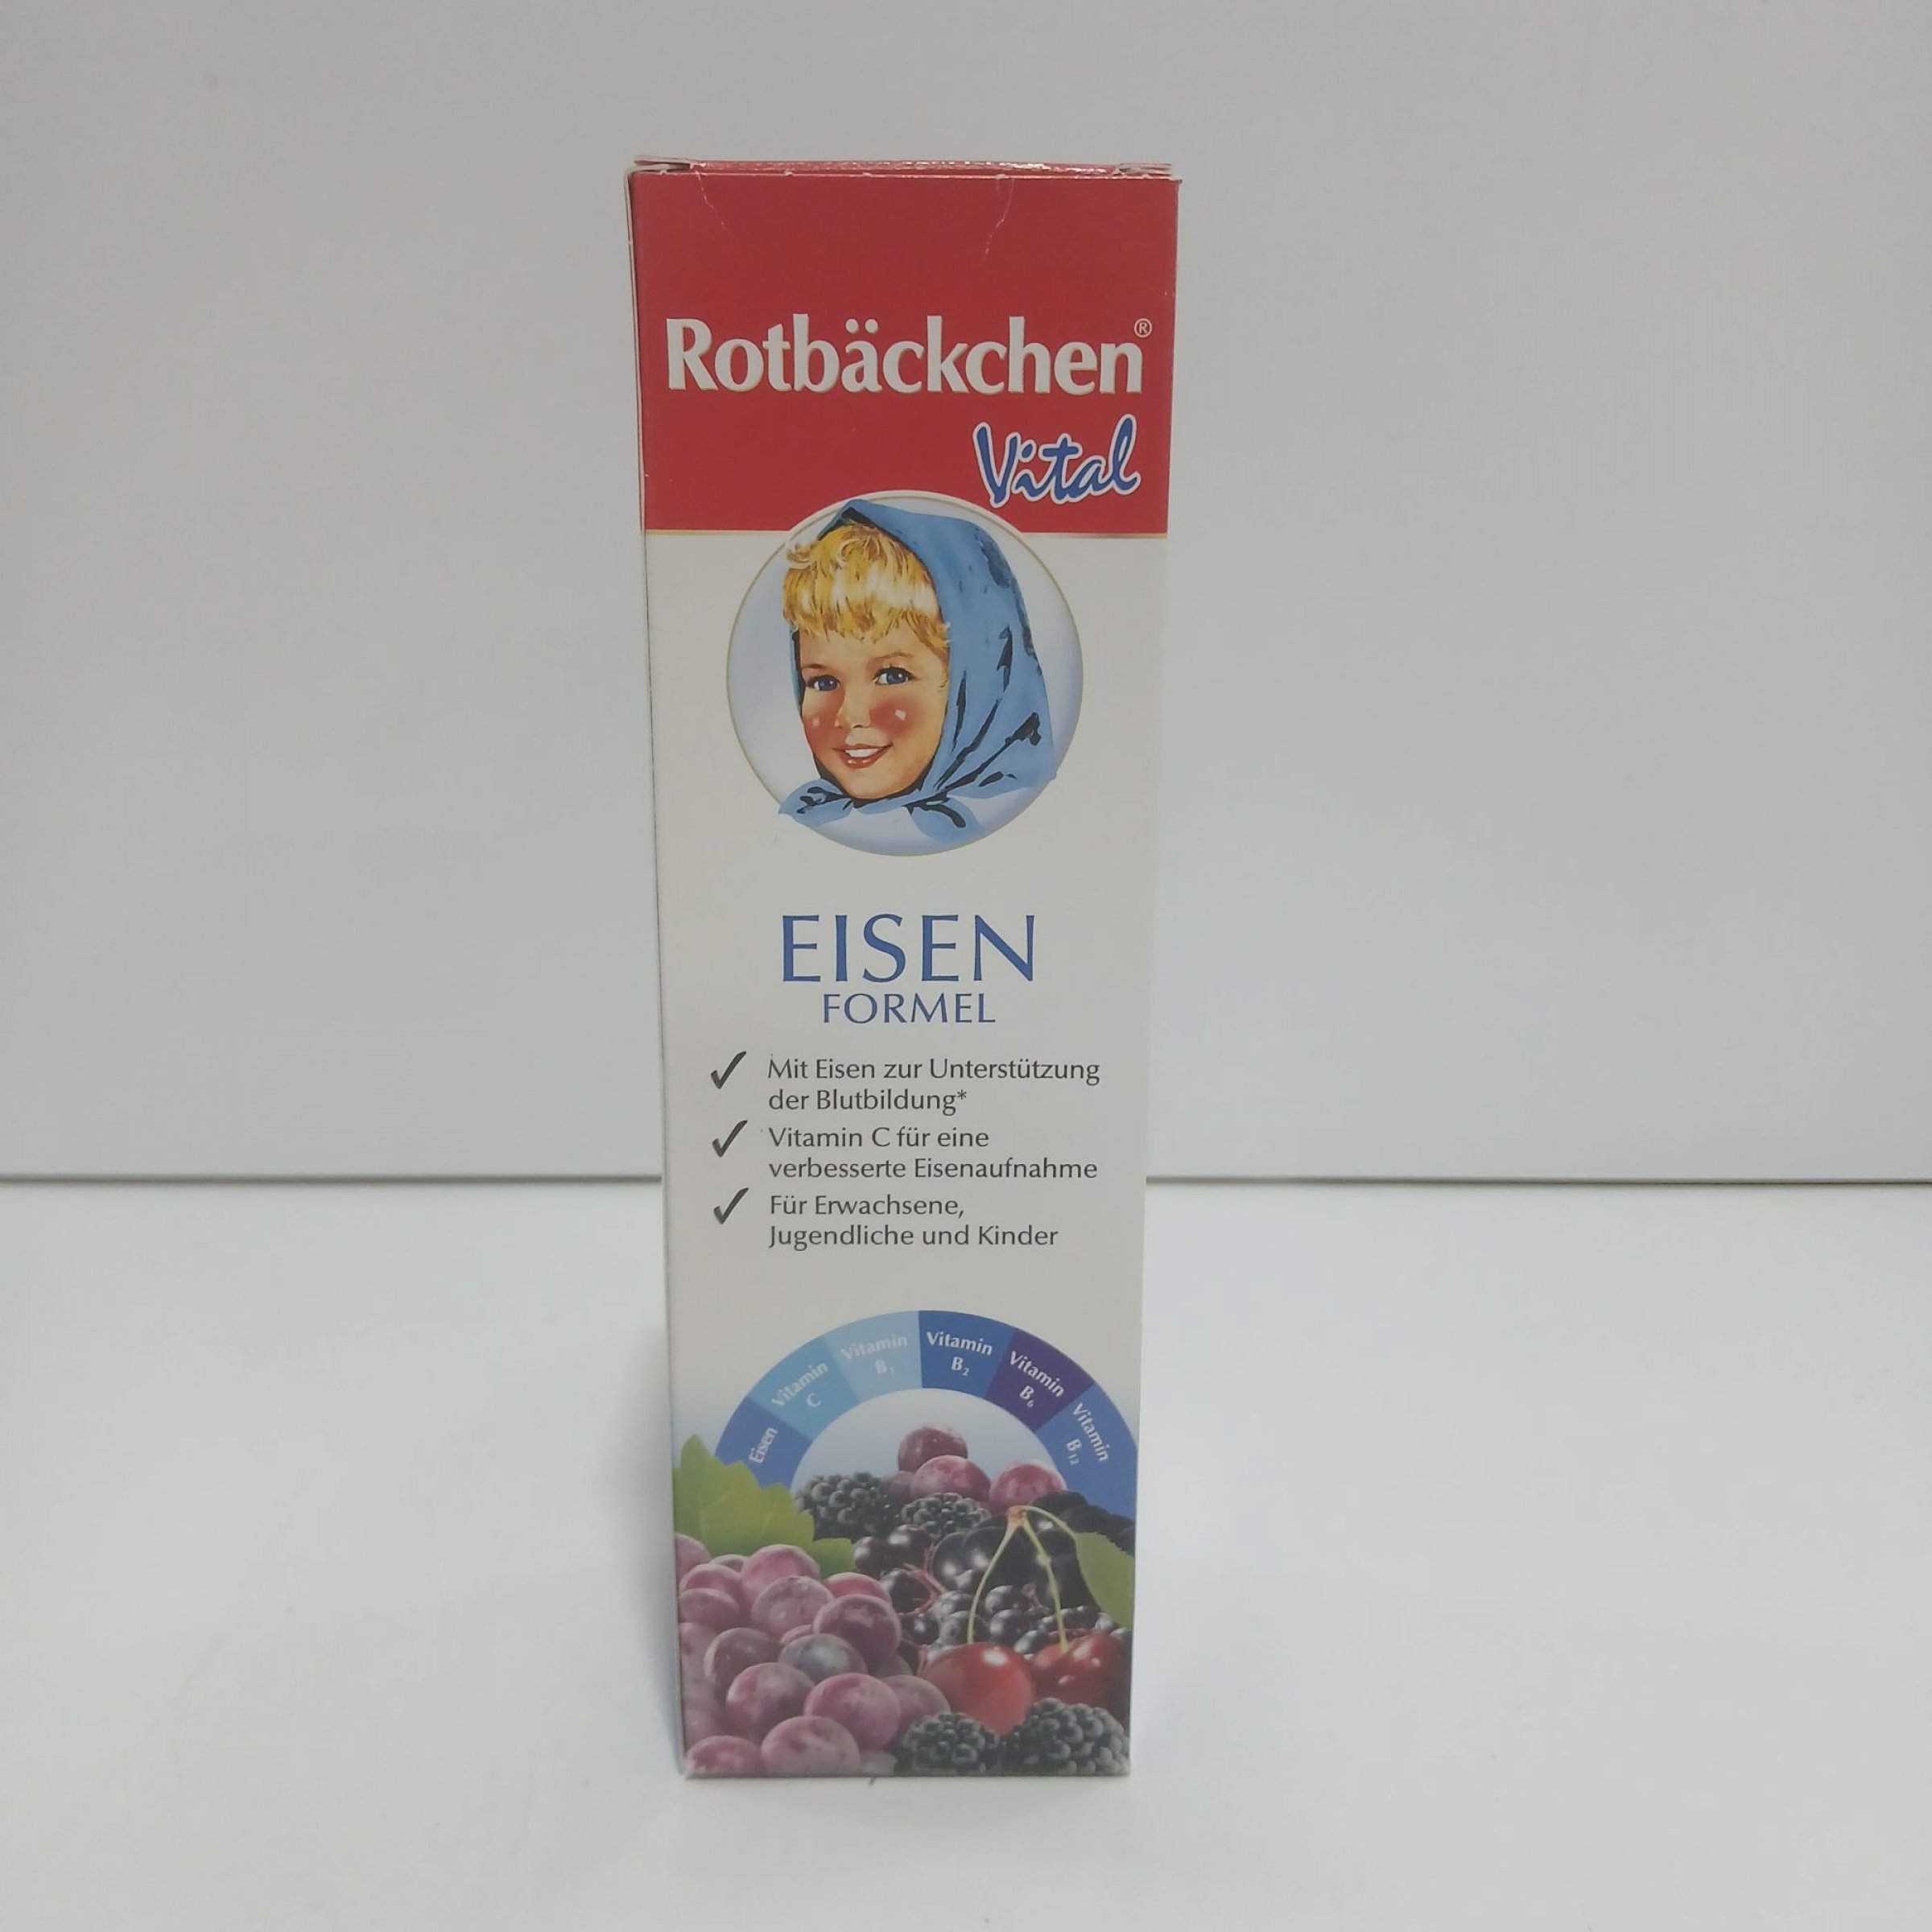 Rotbäckchen®
Vital
EISEN
FORMEL
✓ Mit Eisen zur Unterstützung
der Blutbildung*
✓ Vitamin C für eine
verbesserte Eisenaufnahme
✓ Für Erwachsene,
Jugendliche und Kinder
Eisen
Vitamin
C
Vitamin
B₁
Vitamin
B₂
Vitamin
B₆
Vitamin
B₁₂